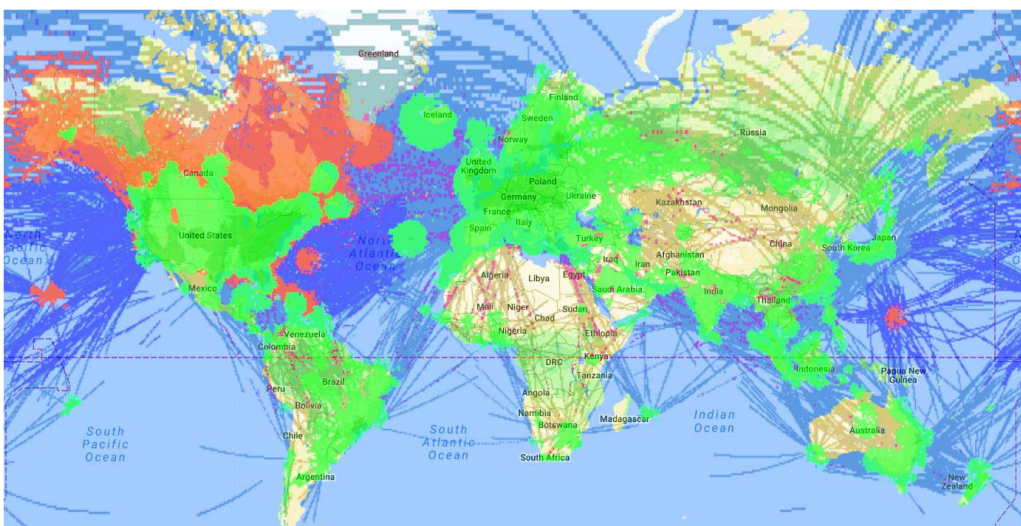 Greenland
Iceland
Finland
Sweden
Norway
Russia
Canada
United
Kingdom
Poland
Germany
Ukraine
France
Italy
Spain
Kazakhstan
Mongolia
United States
Turkey
Japan
South Korea
China
North
Atlantic
Ocean
Iraq
Iran
Afghanistan
Pakistan
Algeria
Libya
Egypt
Saudi Arabia
India
Mexico
Mali
Niger
Chad
Sudan
Thailand
Nigeria
Ethiopia
Venezuela
Colombia
DRC
Kenya
Tanzania
Indonesia
Papua New
Guinea
Peru
Brazil
Bolivia
Angola
Namibia
Botswana
Madagascar
Indian
Ocean
Australia
South
Pacific
Ocean
South
Atlantic
Ocean
Chile
South Africa
Argentina
New
Zealand